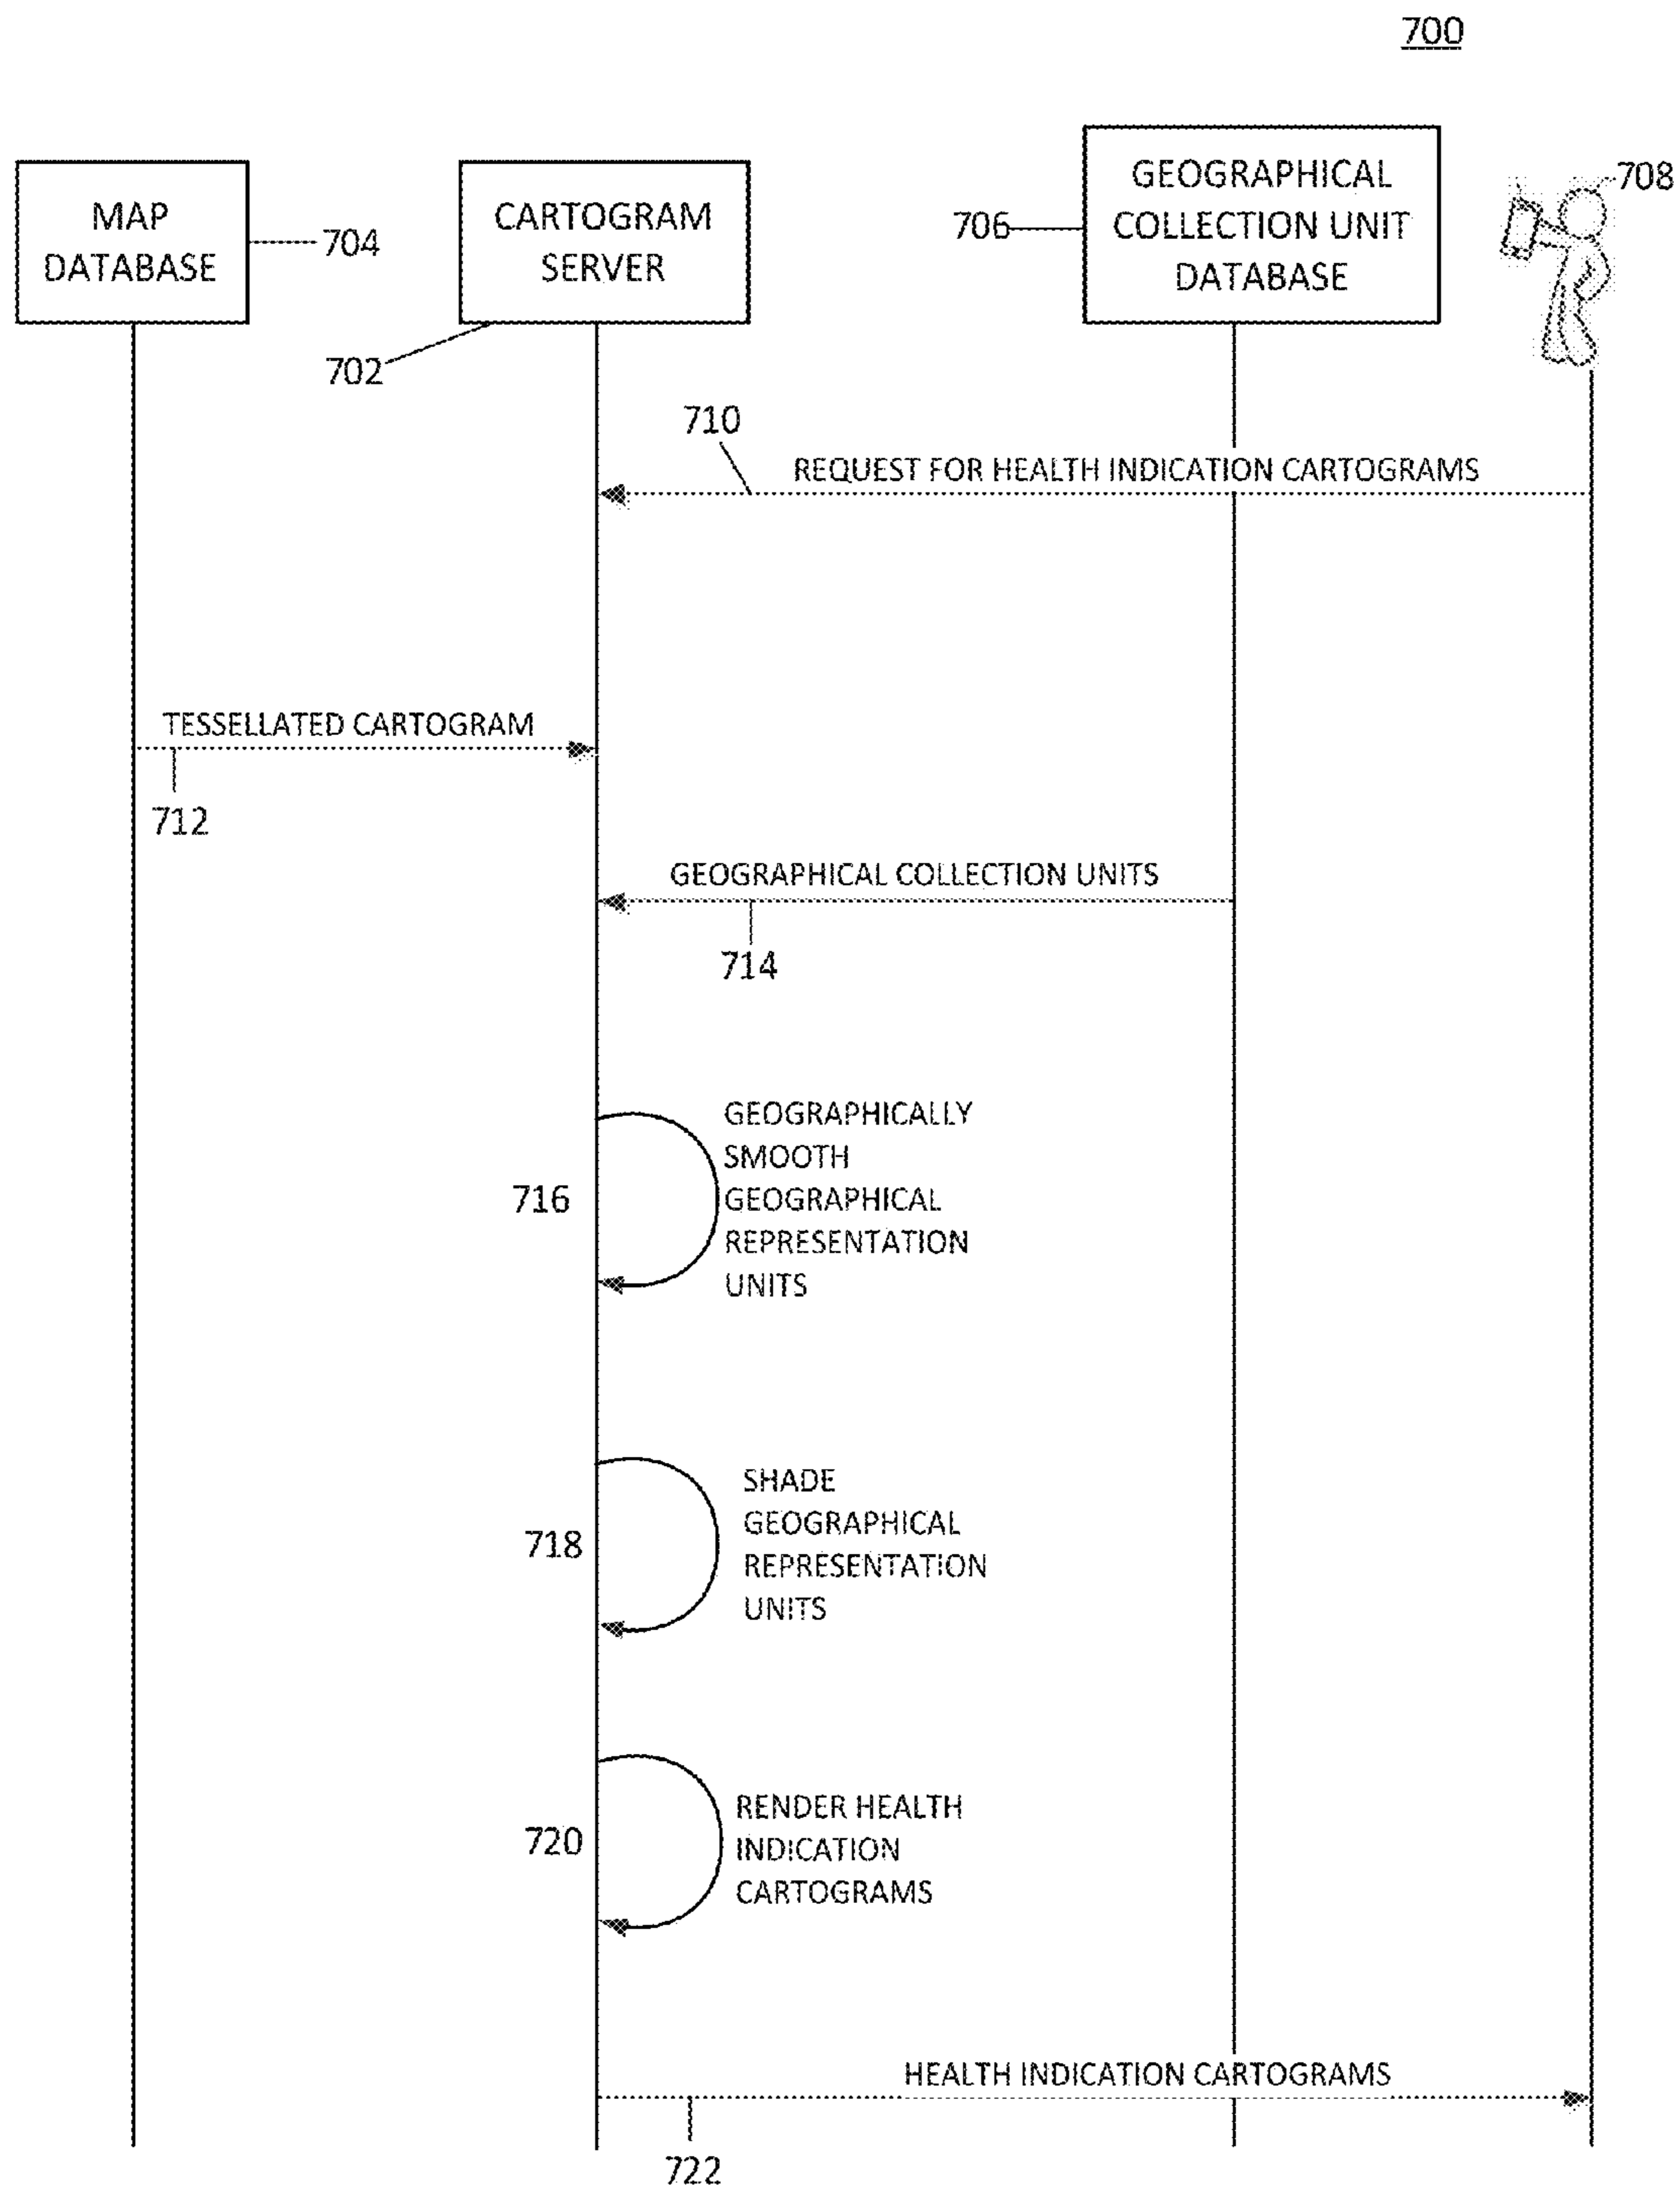 700
MAP
DATABASE
704
CARTOGRAM
SERVER
702
706
GEOGRAPHICAL
COLLECTION UNIT
DATABASE
708
710
REQUEST FOR HEALTH INDICATION CARTOGRAMS
TESSELLATED CARTOGRAM
712
GEOGRAPHICAL COLLECTION UNITS
714
716
GEOGRAPHICALLY
SMOOTH
GEOGRAPHICAL
REPRESENTATION
UNITS
718
SHADE
GEOGRAPHICAL
REPRESENTATION
UNITS
720
RENDER HEALTH
INDICATION
CARTOGRAMS
HEALTH INDICATION CARTOGRAMS
722